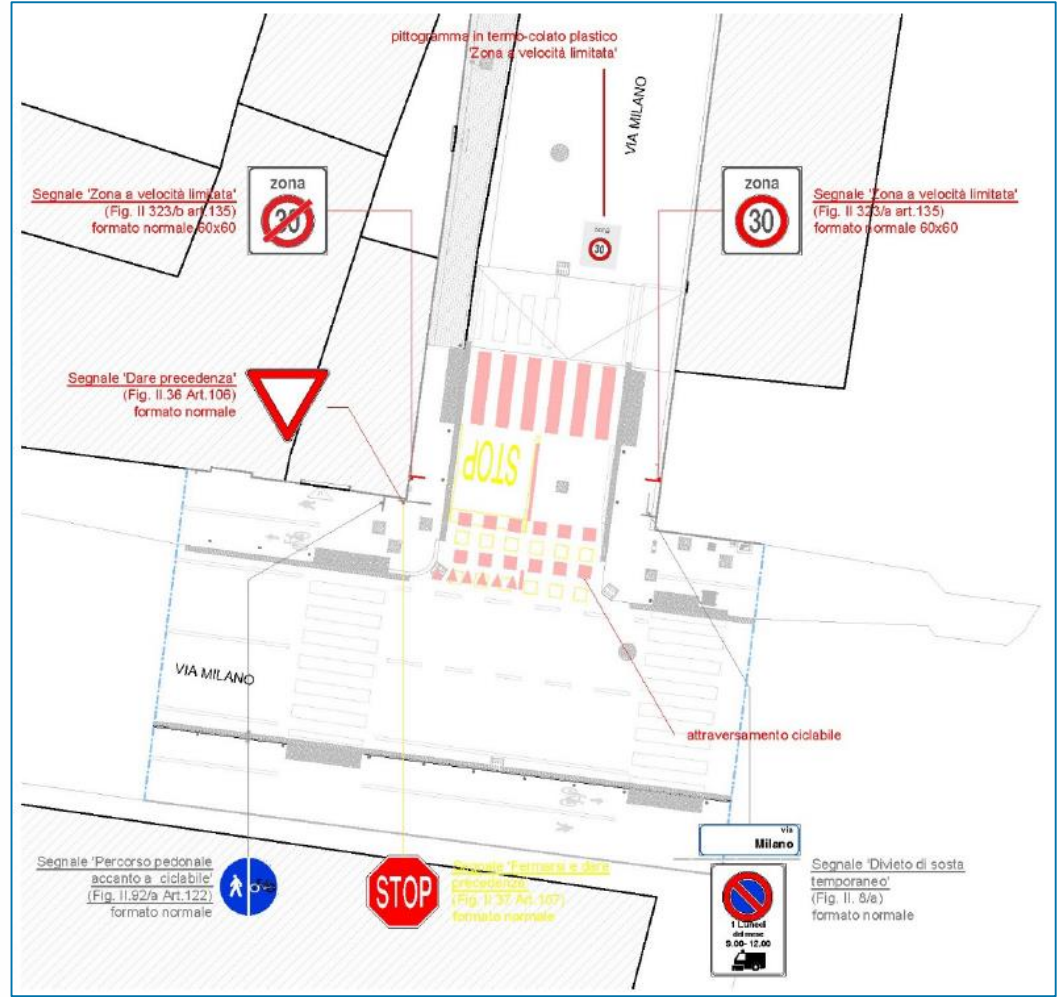 pittogramma in termo-colato plastico
'Zona a velocità limitata'
VIA MILANO
Segnale 'Zona a velocità limitata'
(Fig. II 323/b art.135)
formato normale 60x60
zona
30
zona
30
Segnale 'Zona a velocità limitata'
(Fig. II 323/a art.135)
formato normale 60x60
zona
30
Segnale 'Dare precedenza'
(Fig. II.36 Art.106)
formato normale
STOP
VIA MILANO
attraversamento ciclabile
Segnale 'Percorso pedonale
accanto a ciclabile'
(Fig. II.92/a Art.122)
formato normale
STOP
Segnale 'Fermarsi e dare
precedenza'
(Fig. II 37 Art.107)
formato normale
via
Milano
1 Lunedì
del mese
9.00- 12.00
Segnale 'Divieto di sosta
temporaneo'
(Fig. II. 8/a)
formato normale